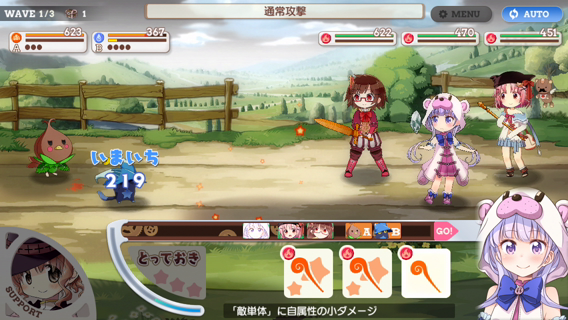 WAVE 1/3
1
通常攻撃
MENU
AUTO
623
A
367
B
622
470
451
いまいち
219
A
B
GO!
とっておき
SUPPORT
「敵単体」に自属性の小ダメージ